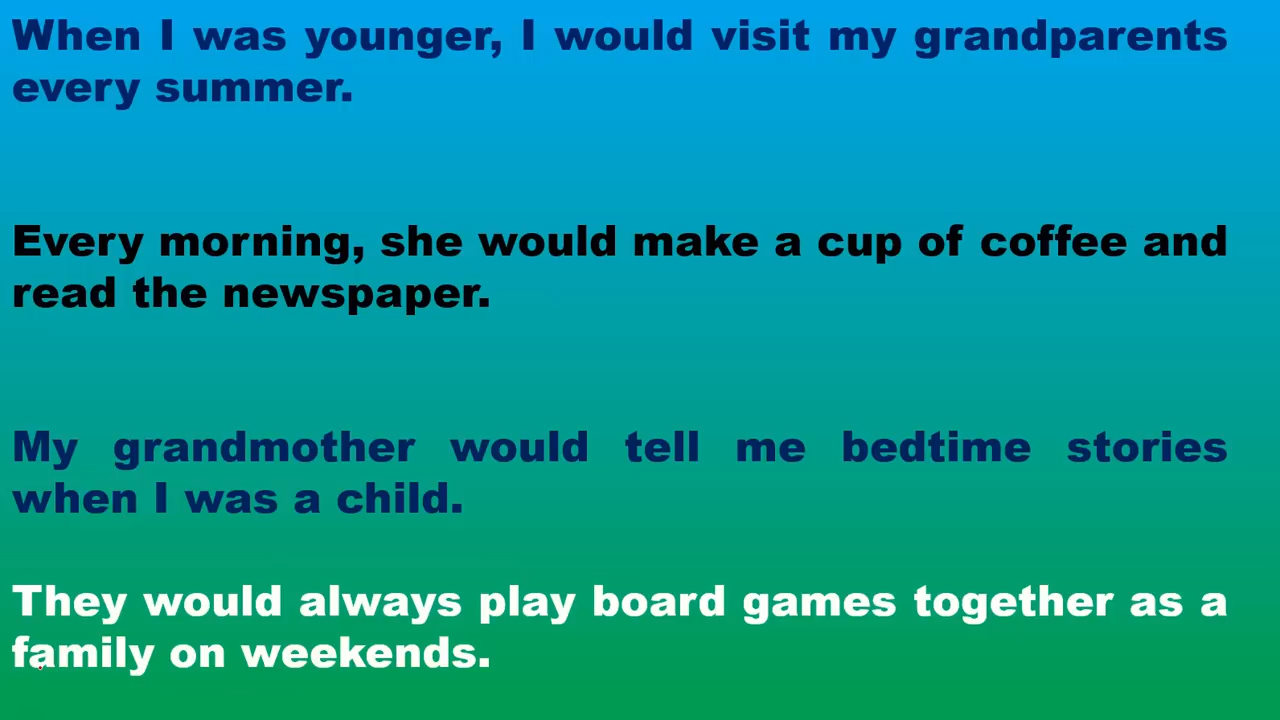 When I was younger, I would visit my grandparents
every summer.
Every morning, she would make a cup of coffee and
read the newspaper.
My grandmother would tell me bedtime stories
when I was a child.
They would always play board games together as a
family on weekends.